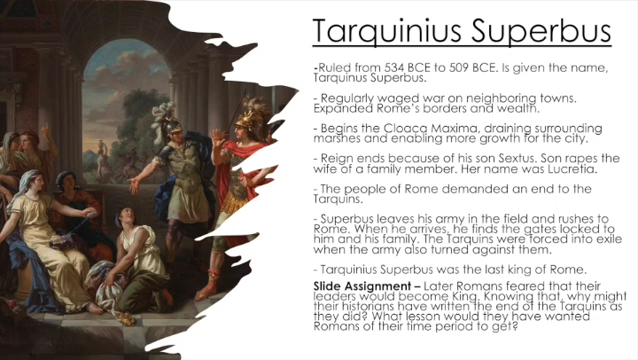 Tarquinius Superbus
-Ruled from 534 BCE to 509 BCE. Is given the name,
Tarquinus Superbus.
- Regularly waged war on neighboring towns.
Expanded Rome's borders and wealth.
- Begins the Cloaca Maxima, draining surrounding
marshes and enabling more growth for the city.
- Reign ends because of his son Sextus. Son rapes the
wife of a family member. Her name was Lucretia.
- The people of Rome demanded an end to the
Tarquins.
- Superbus leaves his army in the field and rushes to
Rome. When he arrives, he finds the gates locked to
him and his family. The Tarquins were forced into exile
when the army also turned against them.
- Tarquinius Superbus was the last king of Rome.
Slide Assignment – Later Romans feared that their
leaders would become King. Knowing that, why might
their historians have written the end of the Tarquins as
they did? What lesson would they have wanted
Romans of their time period to get?